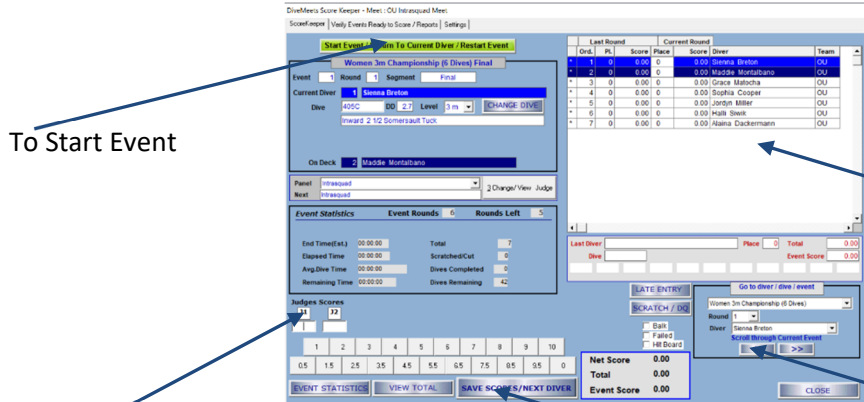 DiveMeets Score Keeper - Meet : OU Intrasquad Meet
ScoreKeeper Verify Events Ready to Score / Reports Settings
Start Event / Return To Current Diver / Restart Event
Women 3m Championship (6 Dives) Final
Event 1 Round 1 Segment Final
Current Diver 1 Sienna Breton
Dive 405C DD 2.7 Level 3 m CHANGE DIVE
Inward 2 1/2 Somersault Tuck
To Start Event
On Deck 2 Maddie Montalbano
Panel Intrasquad
Next Intrasquad
3 Change/View Judge
Event Statistics Event Rounds 6 Rounds Left 5
End Time(Est.) 00:00:00 Total 7
Elapsed Time 00:00:00 Scratched/Cut 0
Avg.Dive Time 00:00:00 Dives Completed 0
Remaining Time 00:00:00 Dives Remaining 42
Judges Scores
J1 J2
1 2 3 4 5 6 7 8 9 10
0.5 1.5 2.5 3.5 4.5 5.5 6.5 7.5 8.5 9.5 0
EVENT STATISTICS VIEW TOTAL SAVE SCORES/NEXT DIVER
Last Round Current Round
Ord. Pl. Score Place Score Diver Team
* 1 0 0.00 0 0.00 Sienna Breton OU
* 2 0 0.00 0 0.00 Maddie Montalbano OU
* 3 0 0.00 0 0.00 Grace Matocha OU
* 4 0 0.00 0 0.00 Sophia Cooper OU
* 5 0 0.00 0 0.00 Jordyn Miller OU
* 6 0 0.00 0 0.00 Halli Siwik OU
* 7 0 0.00 0 0.00 Alaina Dackermann OU
Last Diver Place 0 Total 0.00
Dive Event Score 0.00
LATE ENTRY
SCRATCH / DQ
Balk
Failed
Hit Board
Go to diver / dive / event
Women 3m Championship (6 Dives)
Round 1
Diver Sienna Breton
Scroll through Current Event
>>
Net Score 0.00
Total 0.00
Event Score 0.00
CLOSE